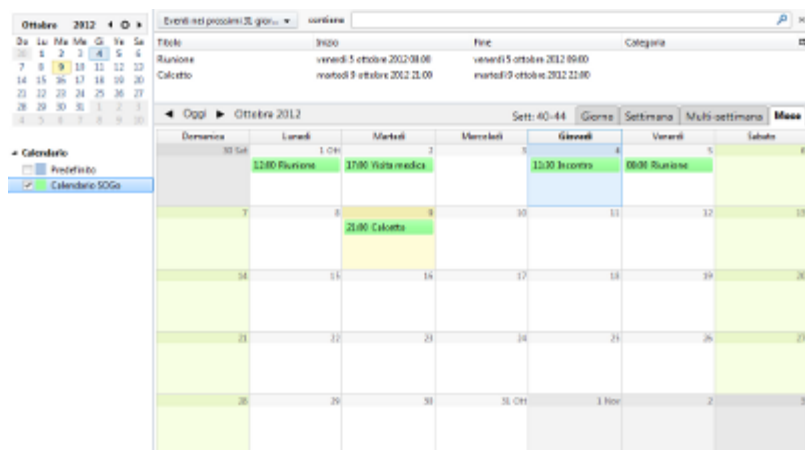 Ottobre 2012
Do Lu Ma Me Gi Ve Sa
30 1 2 3 4 5 6
7 8 9 10 11 12 13
14 15 16 17 18 19 20
21 22 23 24 25 26 27
28 29 30 31 1 2 3
4 5 6 7 8 9 10
Calendario
Predefinito
Calendario SOGo
Eventi nei prossimi 31 gior... contiene
Titolo Inizio Fine Categoria
Riunione venerdì 5 ottobre 2012 08:00 venerdì 5 ottobre 2012 09:00
Calcetto martedì 9 ottobre 2012 21:00 martedì 9 ottobre 2012 22:00
Oggi Ottobre 2012 Sett: 40-44 Giorno Settimana Multi-settimana Mese
Domenica Lunedì Martedì Mercoledì Giovedì Venerdì Sabato
30 Set 1 Ott 2 3 4 5 6
12:00 Riunione 17:00 Visita medica Incontro 08:00 Riunione
7 8 9 10 11 12 13
21:00 Calcetto
14 15 16 17 18 19 20
21 22 23 24 25 26 27
28 29 30 31 Ott 1 Nov 2 3